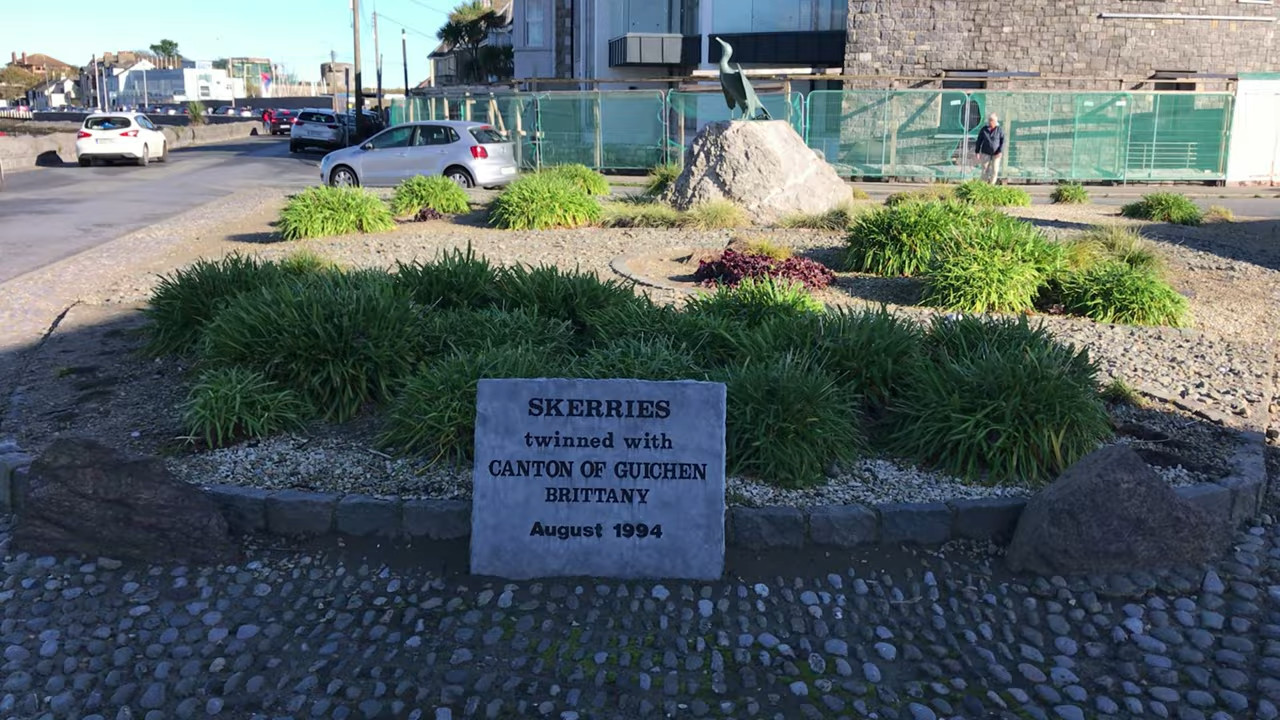 SKERRIES
twinned with
CANTON OF GUICHEN
BRITTANY
August 1994